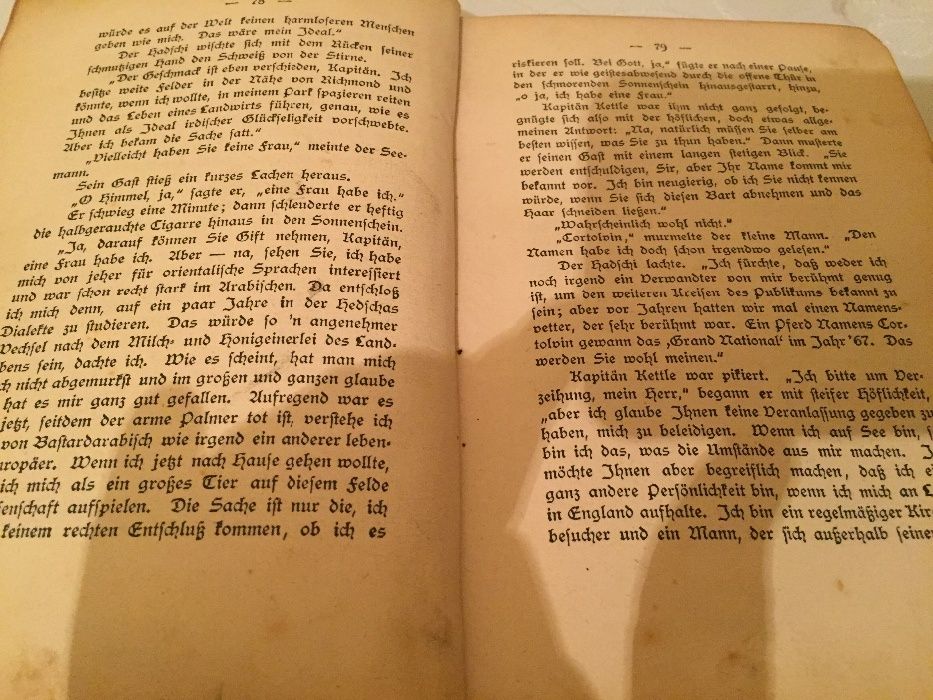 — 78 —
würde es auf der Welt keinen harmloseren Menschen
geben wie mich. Das wäre mein Ideal.“
Der Hadschi wischte sich mit dem Rücken seiner
schmutzigen Hand den Schweiß von der Stirne.
„Der Geschmack ist eben verschieden, Kapitän. Ich
besitze weite Felder in der Nähe von Richmond und
könnte, wenn ich wollte, in meinem Park spazieren reiten
und das Leben eines Landwirts führen, genau, wie es
Ihnen als Ideal irdischer Glückseligkeit vorschwebte.
Aber ich bekam die Sache satt.“
„Vielleicht haben Sie keine Frau,“ meinte der See-
mann.
Sein Gast stieß ein kurzes Lachen heraus.
„O Himmel, ja,“ sagte er, „eine Frau habe ich.“
Er schwieg eine Minute; dann schleuderte er heftig
die halbgerauchte Cigarre hinaus in den Sonnenschein.
„Ja, darauf können Sie Gift nehmen, Kapitän,
eine Frau habe ich. Aber — na, sehen Sie, ich habe
mich von jeher für orientalische Sprachen interessiert
und war schon recht stark im Arabischen. Da entschloß
ich mich denn, auf ein paar Jahre in der Hedschas
Dialekte zu studieren. Das würde so 'n angenehmer
Wechsel nach dem Milch- und Honigeinerlei des Land-
bens sein, dachte ich. Wie es scheint, hat man mich
ch nicht abgemurkst und im großen und ganzen glaube
hat es mir ganz gut gefallen. Aufregend war es
jetzt, seitdem der arme Palmer tot ist, verstehe ich
von Bastardarabisch wie irgend ein anderer leben-
uropäer. Wenn ich jetzt nach Hause gehen wollte,
ich mich als ein großes Tier auf diesem Felde
senschaft aufspielen. Die Sache ist nur die, ich
keinem rechten Entschluß kommen, ob ich es
— 79 —
riskieren soll. Bei Gott, ja,“ fügte er nach einer Pause,
in der er wie geistesabwesend durch die offene Thür in
den schmorenden Sonnenschein hinausgestarrt, hinzu,
„o ja, ich habe eine Frau.“
Kapitän Kettle war ihm nicht ganz gefolgt, be-
gnügte sich also mit der höflichen, doch etwas allge-
meinen Antwort: „Na, natürlich müssen Sie selber am
besten wissen, was Sie zu thun haben.“ Dann musterte
er seinen Gast mit einem langen stetigen Blick. „Sie
werden entschuldigen, Sir, aber Ihr Name kommt mir
bekannt vor. Ich bin neugierig, ob ich Sie nicht kennen
würde, wenn Sie sich diesen Bart abnehmen und das
Haar schneiden ließen.“
„Wahrscheinlich wohl nicht.“
„Cortolvin,“ murmelte der kleine Mann. „Den
Namen habe ich doch schon irgendwo gelesen.“
Der Hadschi lachte. „Ich fürchte, daß weder ich
noch irgend ein Verwandter von mir berühmt genug
ist, um den weiteren Kreisen des Publikums bekannt zu
sein; aber vor Jahren hatten wir mal einen Namens-
vetter, der sehr berühmt war. Ein Pferd Namens Cor-
tolvin gewann das ‚Grand National‘ im Jahr '67. Das
werden Sie wohl meinen.“
Kapitän Kettle war pikiert. „Ich bitte um Ver-
zeihung, mein Herr,“ begann er mit steifer Höflichkeit,
„aber ich glaube Ihnen keine Veranlassung gegeben zu
haben, mich zu beleidigen. Wenn ich auf See bin, s
bin ich das, was die Umstände aus mir machen. I
möchte Ihnen aber begreiflich machen, daß ich ei
ganz andere Persönlichkeit bin, wenn ich mich an L
in England aufhalte. Ich bin ein regelmäßiger Kir
besucher und ein Mann, der sich außerhalb seiner